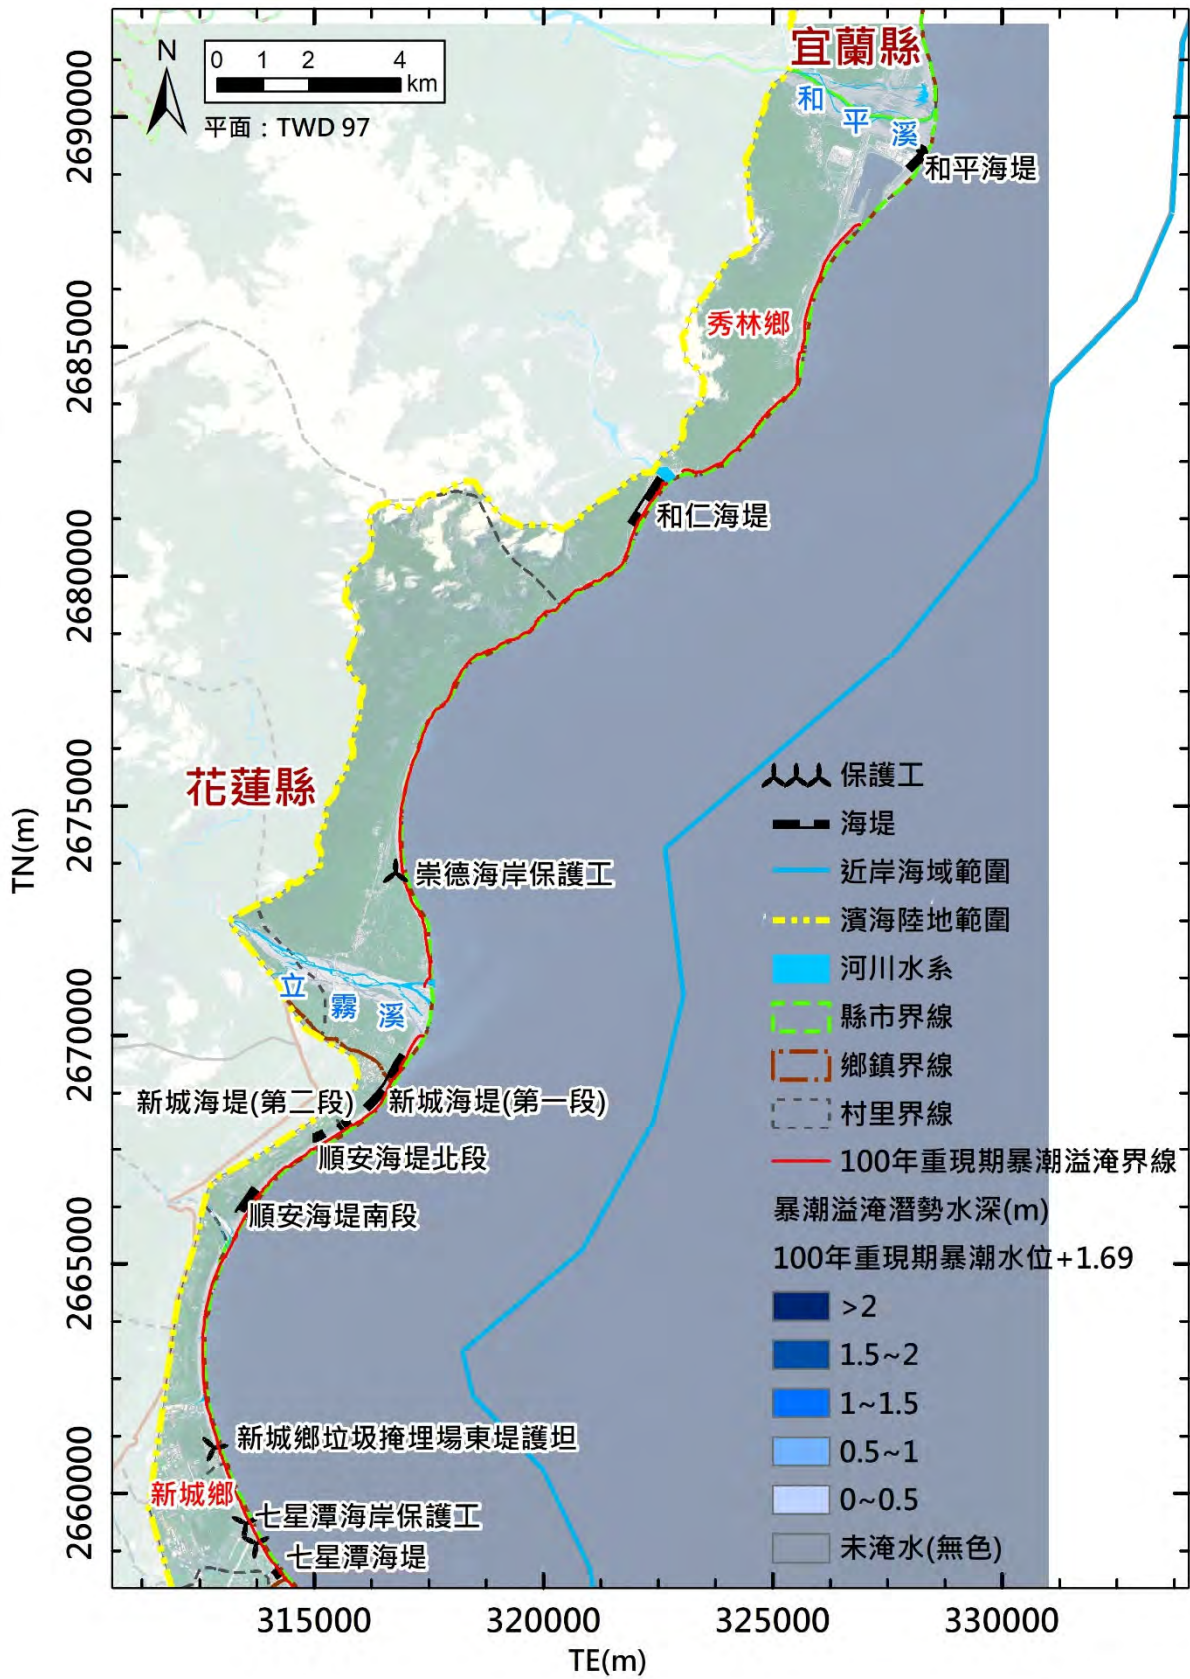 N
0 1 2 4
km
平面：TWD 97
宜蘭縣
和平溪
和平海堤
秀林鄉
和仁海堤
花蓮縣
崇德海岸保護工
立霧溪
新城海堤(第二段)
新城海堤(第一段)
順安海堤北段
順安海堤南段
新城鄉垃圾掩埋場東堤護坦
新城鄉
七星潭海岸保護工
七星潭海堤
保護工
海堤
近岸海域範圍
濱海陸地範圍
河川水系
縣市界線
鄉鎮界線
村里界線
100年重現期暴潮溢淹界線
暴潮溢淹潛勢水深(m)
100年重現期暴潮水位+1.69
>2
1.5~2
1~1.5
0.5~1
0~0.5
未淹水(無色)
TN(m)
2690000
2685000
2680000
2675000
2670000
2665000
2660000
315000 320000 325000 330000
TE(m)